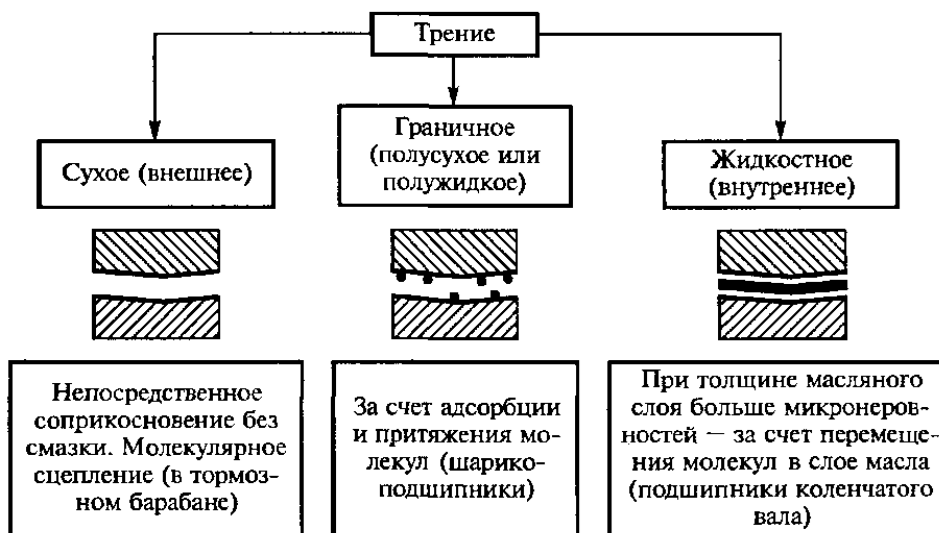 Трение
Сухое (внешнее)
Граничное
(полусухое или
полужидкое)
Жидкостное
(внутреннее)
Непосредственное
соприкосновение без
смазки. Молекулярное
сцепление (в тормоз-
ном барабане)
За счет адсорбции
и притяжения мо-
лекул (шарико-
подшипники)
При толщине масляного
слоя больше микронеров-
ностей — за счет перемеще-
ния молекул в слое масла
(подшипники коленчатого
вала)